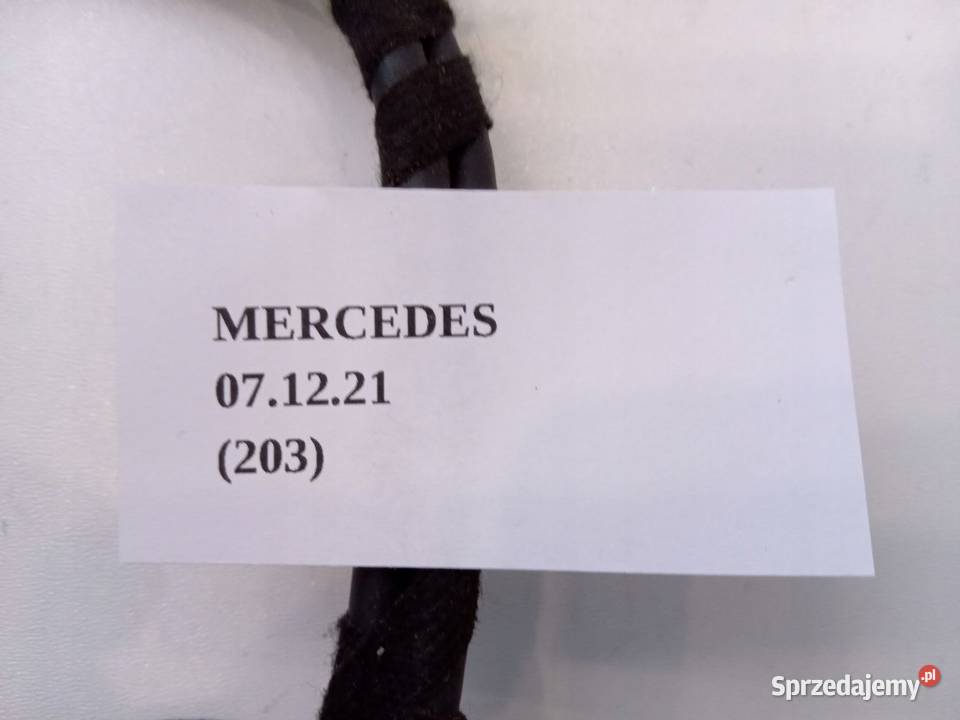 MERCEDES
07.12.21
(203)
Sprzedajemy.pl